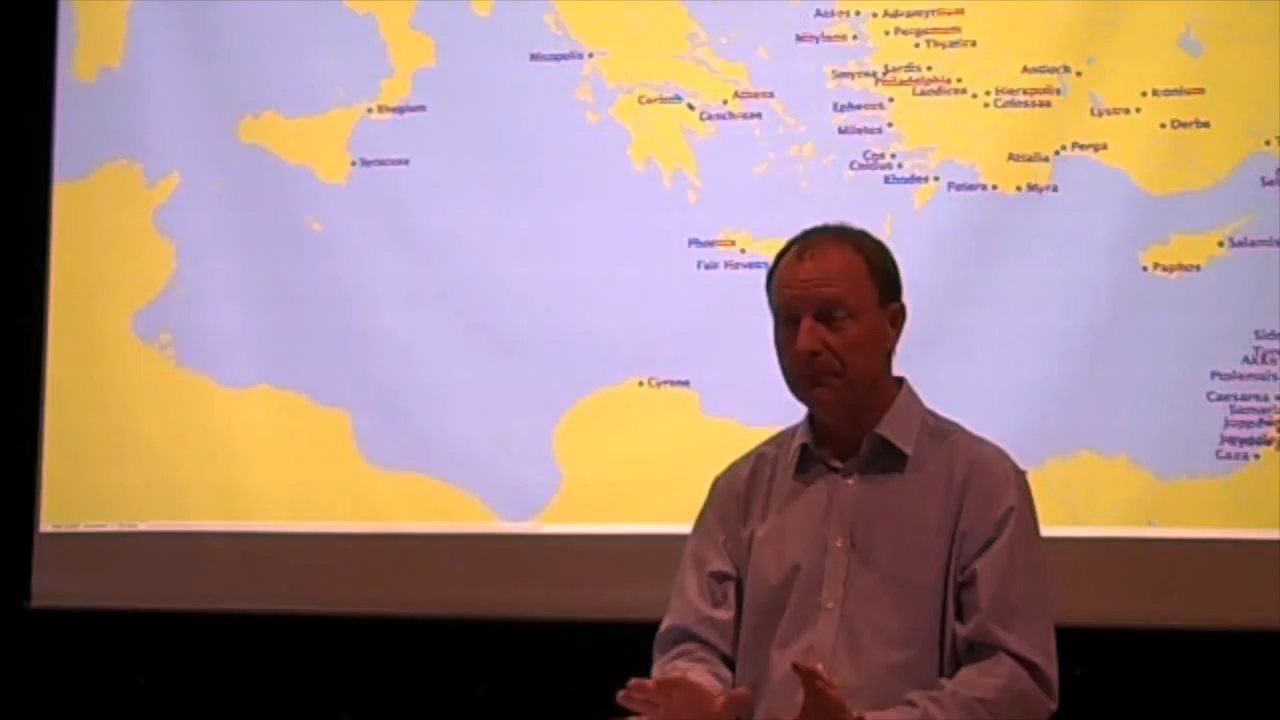 Assos
Adramyttium
Pergamum
Mitylene
Thyatira
Nicopolis
Sardis
Antioch
Smyrna
Philadelphia
Laodicea
Hierapolis
Iconium
Corinth
Athens
Colossae
Rhegium
Ephesus
Lystra
Cenchreae
Derbe
Miletus
Perga
Syracuse
Cos
Attalia
Cnidus
Rhodes
Patara
Myra
Phoenix
Salamis
Fair Havens
Paphos
Ptolemais
Cyrene
Caesarea
Gaza